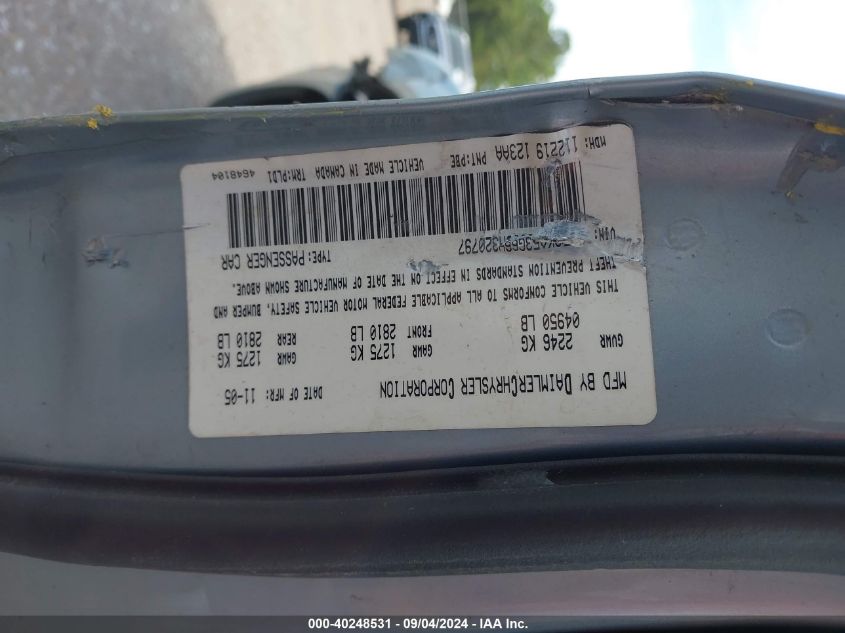 MFD BY DAIMLERCHRYSLER CORPORATION
DATE OF MFR: 11-05
GVWR 2246 KG 04950 LB
GAWR FRONT 1275 KG 2810 LB
GAWR REAR 1275 KG 2810 LB
THIS VEHICLE CONFORMS TO ALL APPLICABLE FEDERAL MOTOR VEHICLE SAFETY, BUMPER AND
THEFT PREVENTION STANDARDS IN EFFECT ON THE DATE OF MANUFACTURE SHOWN ABOVE.
VIN: TYPE: PASSENGER CAR
MDH: 112219 123AA PNT:PBE VEHICLE MADE IN CANADA TRM:PLD1 4648104
000-40248531 - 09/04/2024 - IAA Inc.